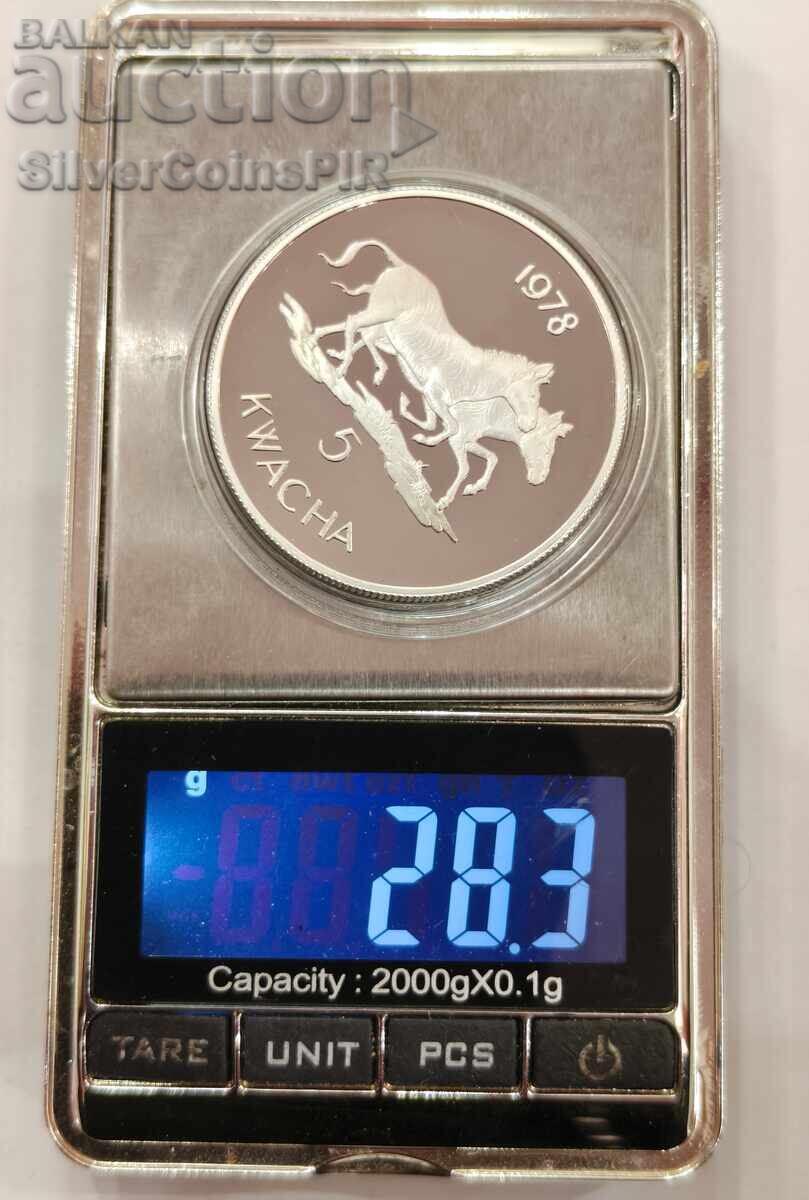 BALKAN
auction
SilverCoinsPIR
1978
5
KWACHA
g
28.3
Capacity : 2000gX0.1g
TARE
UNIT
PCS